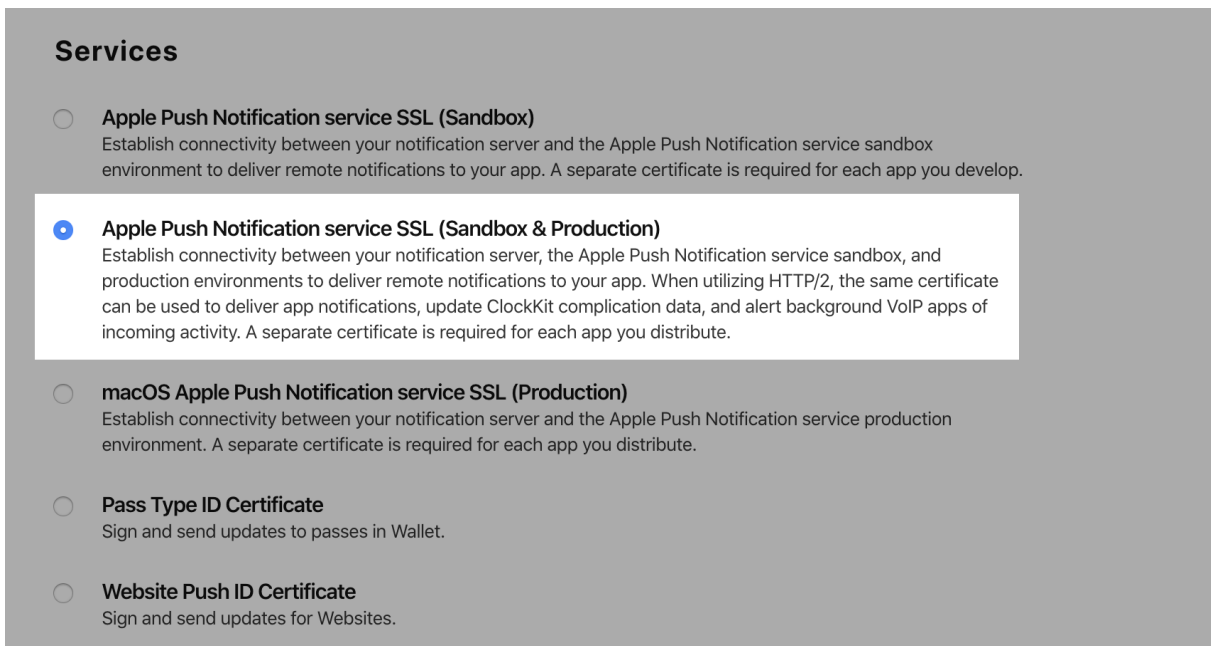 Services
Apple Push Notification service SSL (Sandbox)
Establish connectivity between your notification server and the Apple Push Notification service sandbox
environment to deliver remote notifications to your app. A separate certificate is required for each app you develop.
Apple Push Notification service SSL (Sandbox & Production)
Establish connectivity between your notification server, the Apple Push Notification service sandbox, and
production environments to deliver remote notifications to your app. When utilizing HTTP/2, the same certificate
can be used to deliver app notifications, update ClockKit complication data, and alert background VoIP apps of
incoming activity. A separate certificate is required for each app you distribute.
macOS Apple Push Notification service SSL (Production)
Establish connectivity between your notification server and the Apple Push Notification service production
environment. A separate certificate is required for each app you distribute.
Pass Type ID Certificate
Sign and send updates to passes in Wallet.
Website Push ID Certificate
Sign and send updates for Websites.